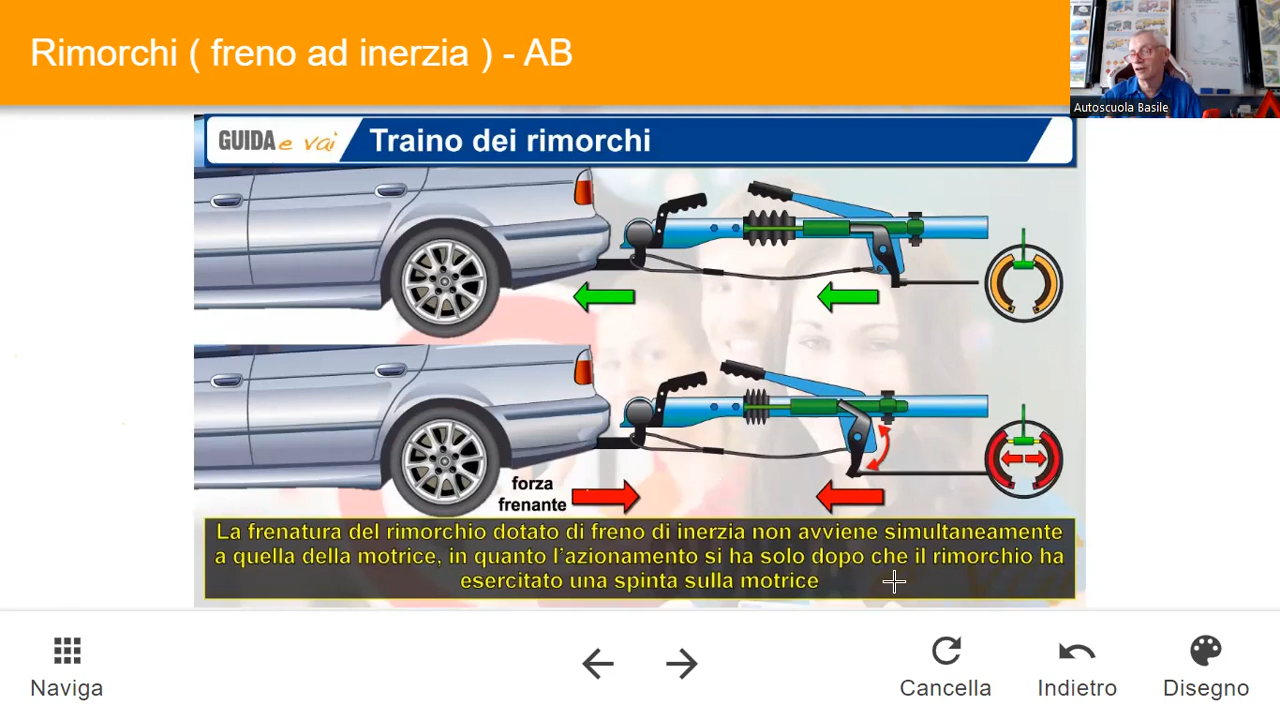 Rimorchi ( freno ad inerzia ) - AB
Autoscuola Basile
GUIDA e vai
Traino dei rimorchi
forza
frenante
La frenatura del rimorchio dotato di freno di inerzia non avviene simultaneamente
a quella della motrice, in quanto l'azionamento si ha solo dopo che il rimorchio ha
esercitato una spinta sulla motrice
Naviga
Cancella
Indietro
Disegno